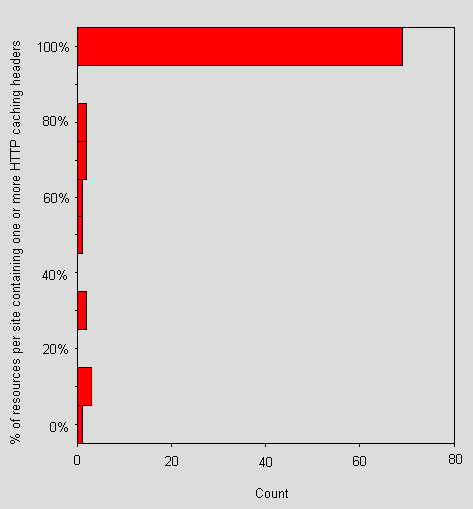 % of resources per site containing one or more HTTP caching headers
100%
80%
60%
40%
20%
0%
0 20 40 60 80
Count